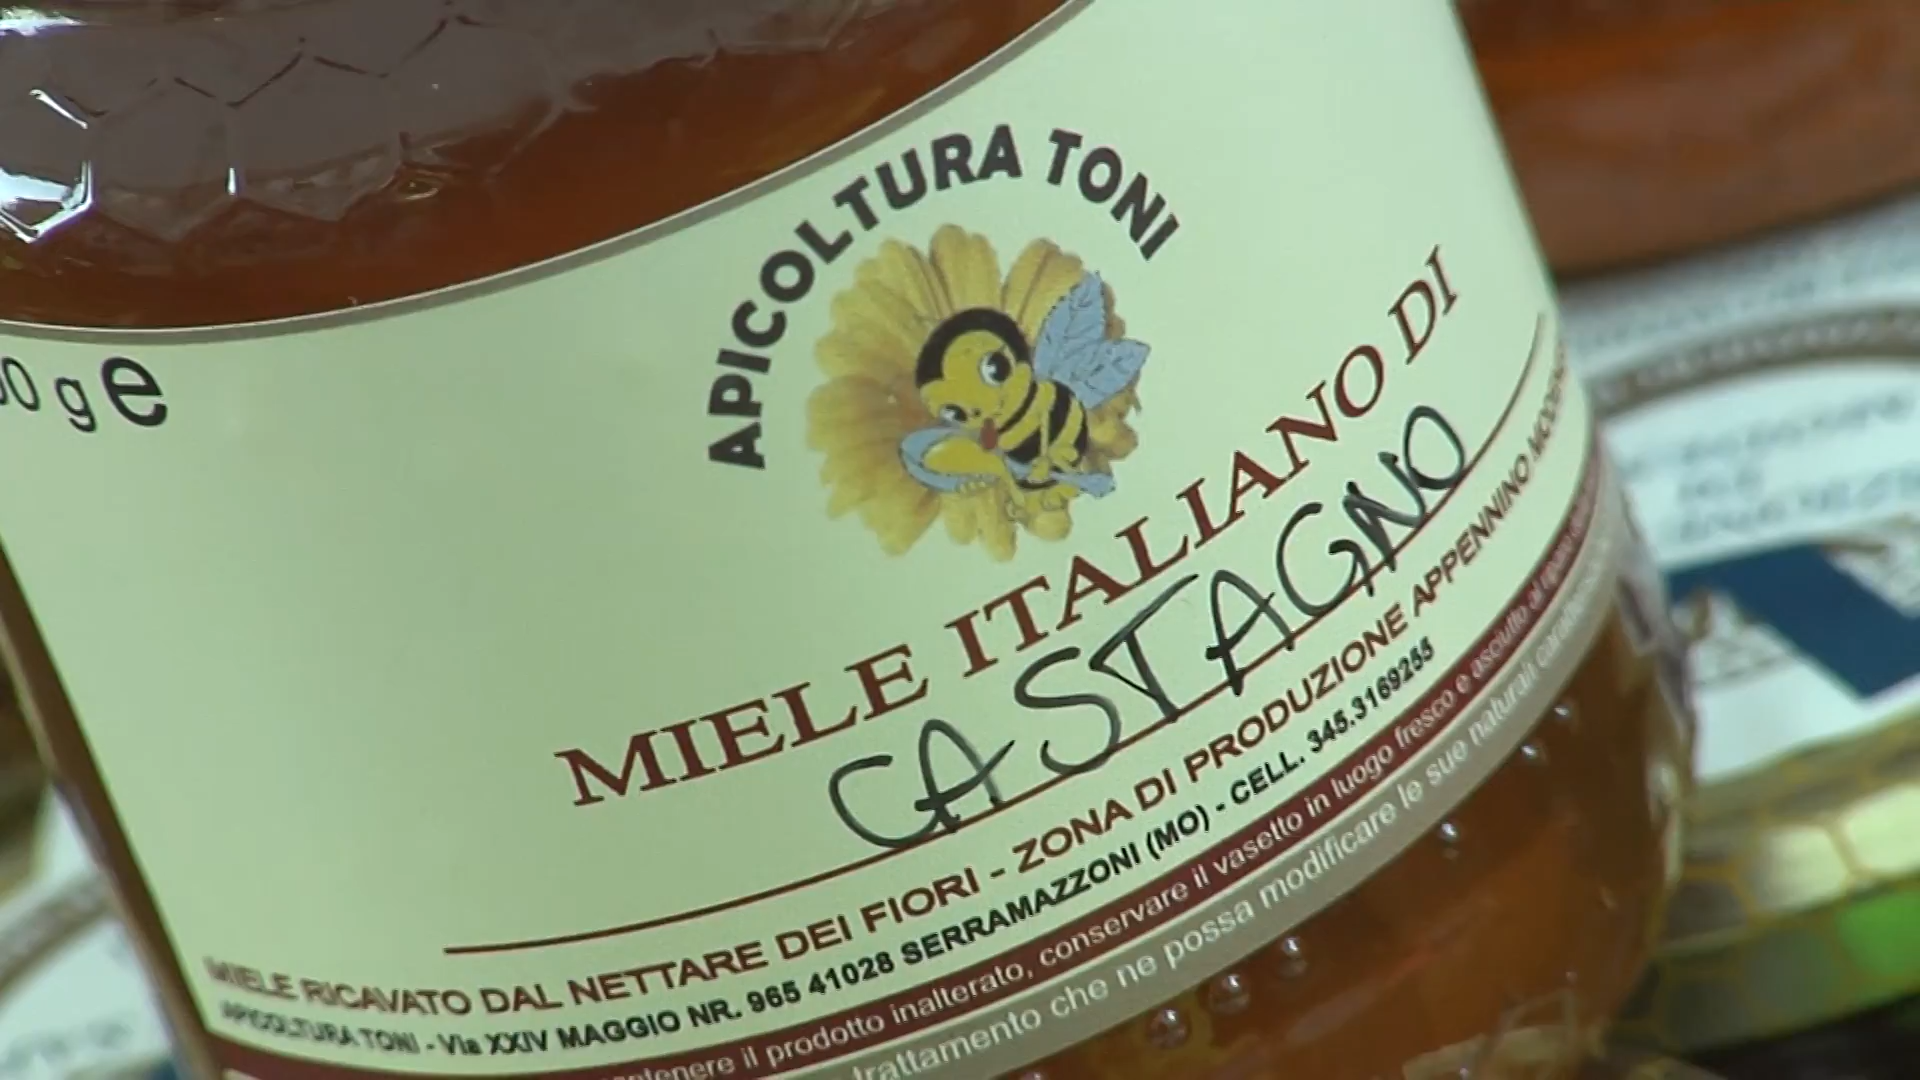 APICOLTURA TONI
g e
MIELE ITALIANO DI
CASTAGNO
MIELE RICAVATO DAL NETTARE DEI FIORI - ZONA DI PRODUZIONE APPENNINO
APICOLTURA TONI - VIa XXIV MAGGIO NR. 965 41028 SERRAMAZZONI (MO) - CELL. 345.3169255
il prodotto inalterato, conservare il vasetto in luogo fresco e asciutto al
trattamento che ne possa modificare le sue naturali